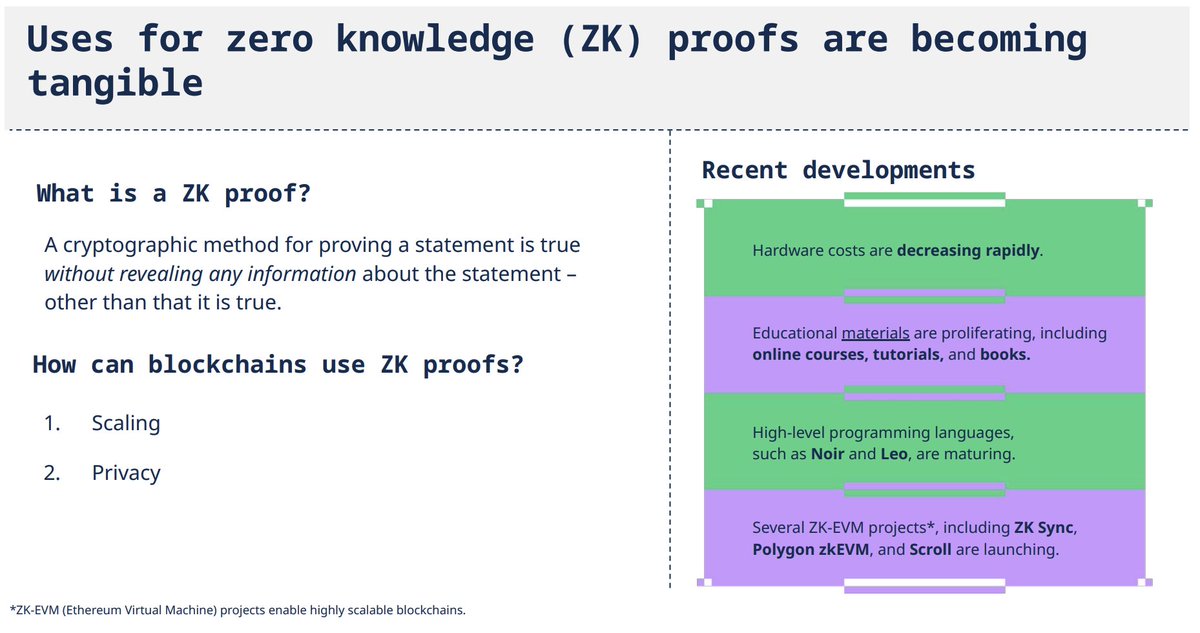 Uses for zero knowledge (ZK) proofs are becoming
tangible
What is a ZK proof?
A cryptographic method for proving a statement is true
without revealing any information about the statement –
other than that it is true.
How can blockchains use ZK proofs?
1. Scaling
2. Privacy
Recent developments
Hardware costs are decreasing rapidly.
Educational materials are proliferating, including
online courses, tutorials, and books.
High-level programming languages,
such as Noir and Leo, are maturing.
Several ZK-EVM projects*, including ZK Sync,
Polygon zkEVM, and Scroll are launching.
*ZK-EVM (Ethereum Virtual Machine) projects enable highly scalable blockchains.